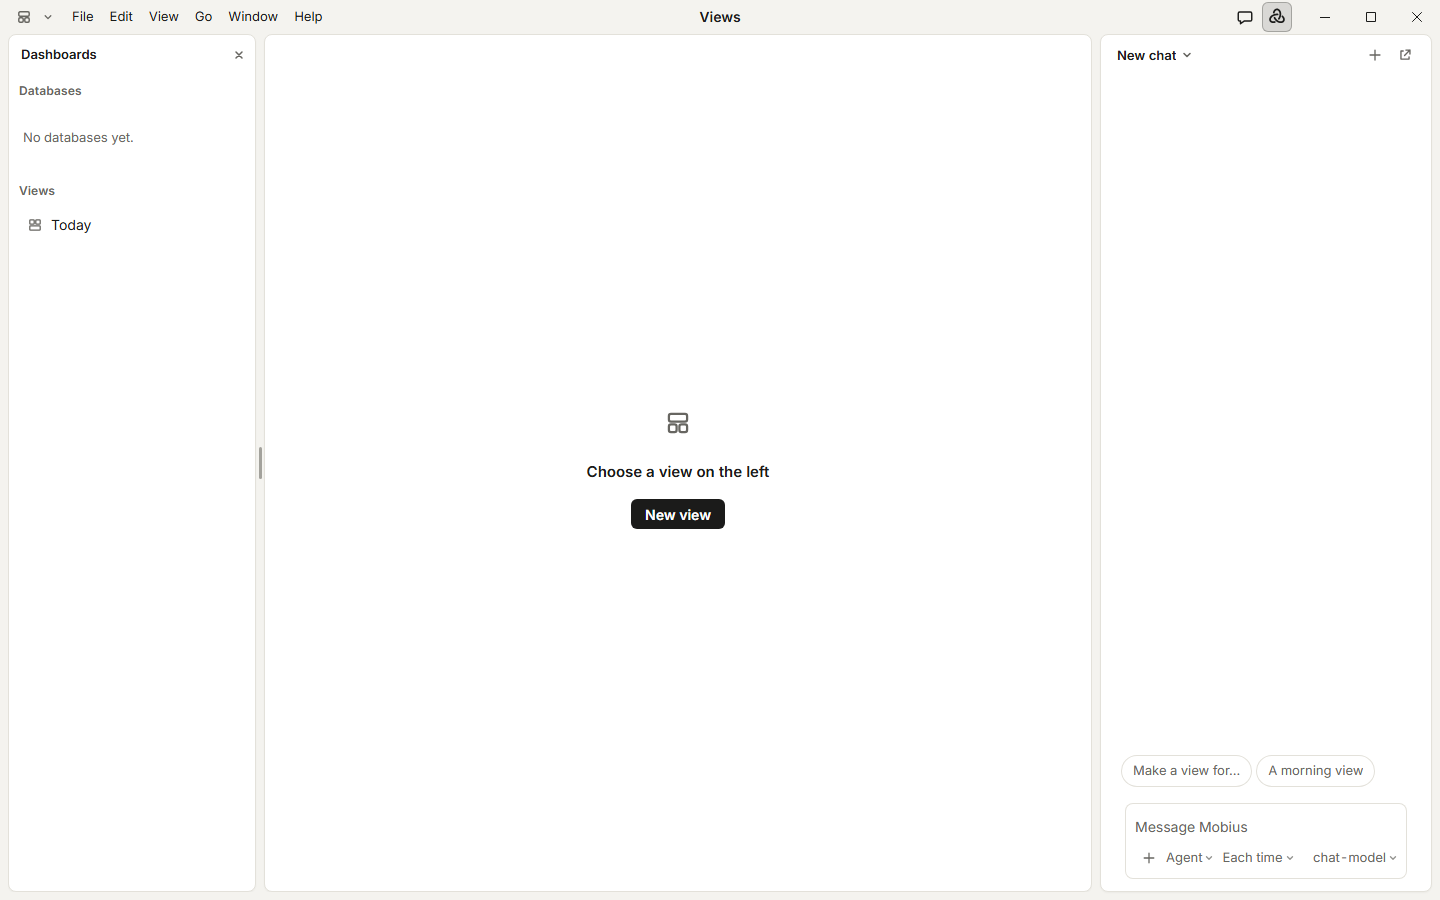 File Edit View Go Window Help
Views
Dashboards
Databases
No databases yet.
Views
Today
Choose a view on the left
New view
New chat
Make a view for...
A morning view
Message Mobius
Agent Each time chat-model